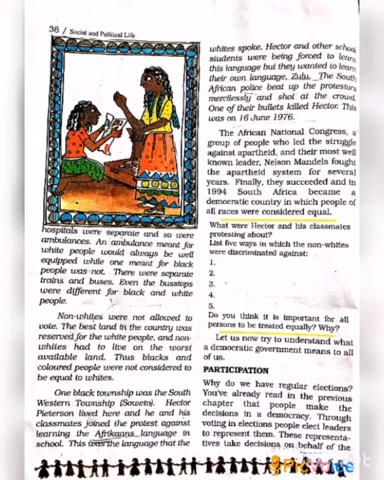 36 / Social and Political Life
hospitals were separate and so were
ambulances. An ambulance meant for
white people would always be well
equipped while one meant for black
people was not. There were separate
trains and buses. Even the busstops
were different for black and white
people.
Non-whites were not allowed to
vote. The best land in the country was
reserved for the white people, and non-
whites had to live on the worst
available land. Thus blacks and
coloured people were not considered to
be equal to whites.
One black township was the South
Western Township (Soweto). Hector
Pieterson lived here and he and his
classmates joined the protest against
learning the Afrikaans language in
school. This was the language that the
whites spoke. Hector and other school
students were being forced to learn
this language but they wanted to learn
their own language, Zulu. The South
African police beat up the protestors
mercilessly and shot at the crowd.
One of their bullets killed Hector. This
was on 16 June 1976.
The African National Congress, a
group of people who led the struggle
against apartheid, and their most well
known leader, Nelson Mandela fought
the apartheid system for several
years. Finally, they succeeded and in
1994 South Africa became a
democratic country in which people of
all races were considered equal.
What were Hector and his classmates
protesting about?
List five ways in which the non-whites
were discriminated against:
1.
2.
3.
4.
5.
Do you think it is important for all
persons to be treated equally? Why?
Let us now try to understand what
a democratic government means to all
of us.
PARTICIPATION
Why do we have regular elections?
You've already read in the previous
chapter that people make the
decisions in a democracy. Through
voting in elections people elect leaders
to represent them. These representa-
tives take decisions on behalf of the